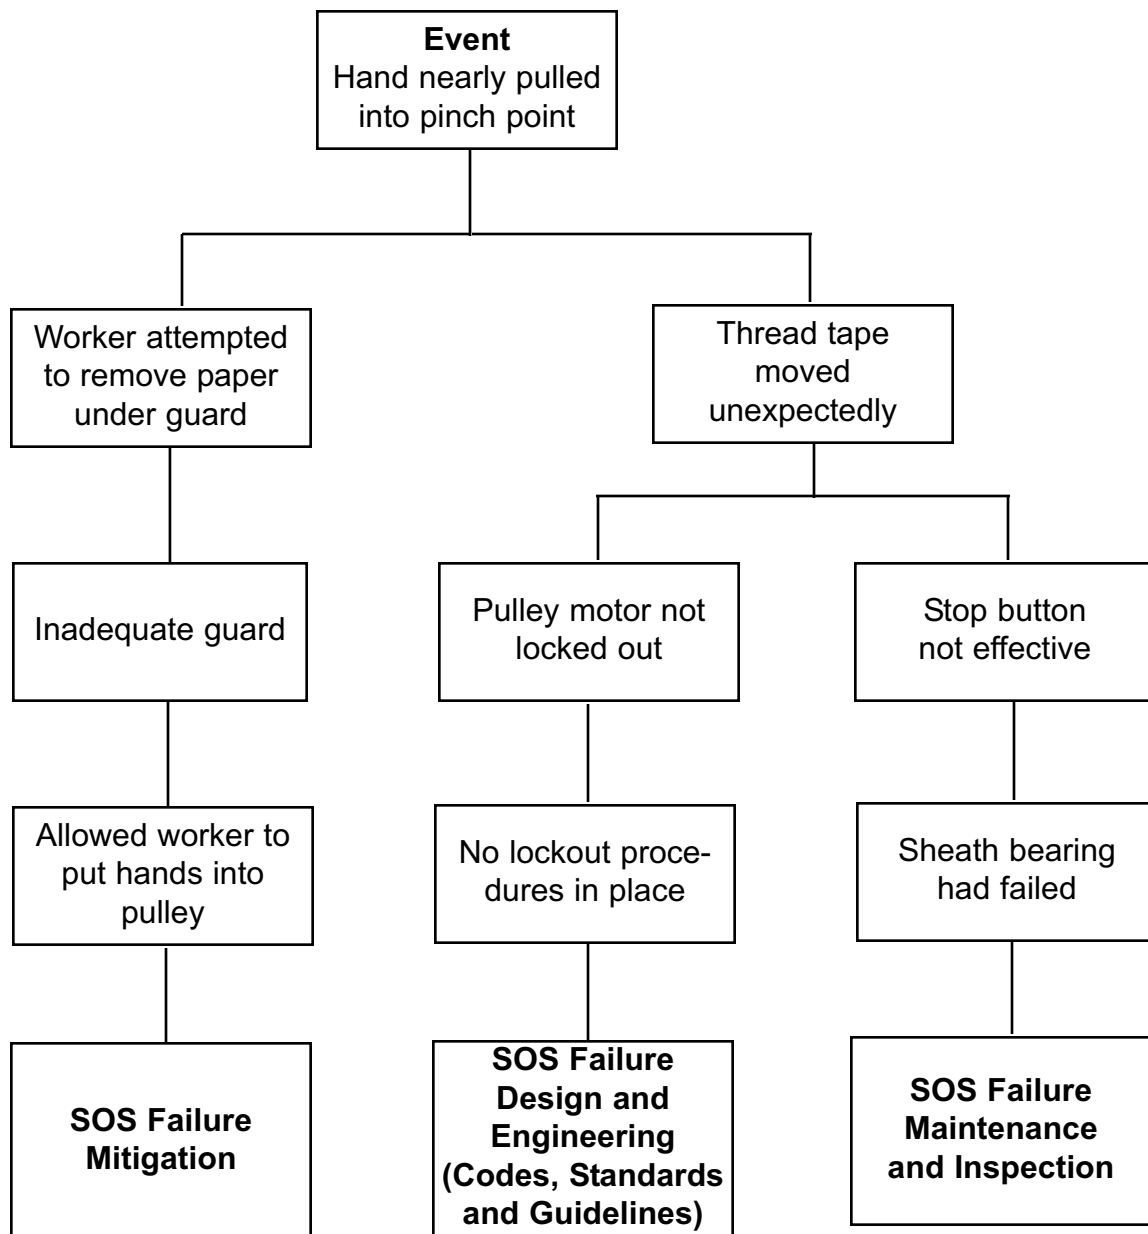 Event
Hand nearly pulled
into pinch point
Worker attempted
to remove paper
under guard
Thread tape
moved
unexpectedly
Inadequate guard
Pulley motor not
locked out
Stop button
not effective
Allowed worker to
put hands into
pulley
No lockout proce-
dures in place
Sheath bearing
had failed
SOS Failure
Mitigation
SOS Failure
Design and
Engineering
(Codes, Standards
and Guidelines)
SOS Failure
Maintenance
and Inspection